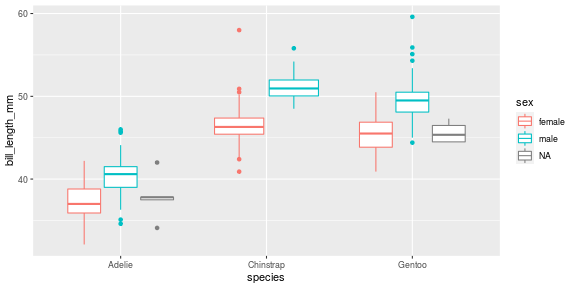 60
50
40
bill_length_mm
Adelie
Chinstrap
Gentoo
species
sex
female
male
NA